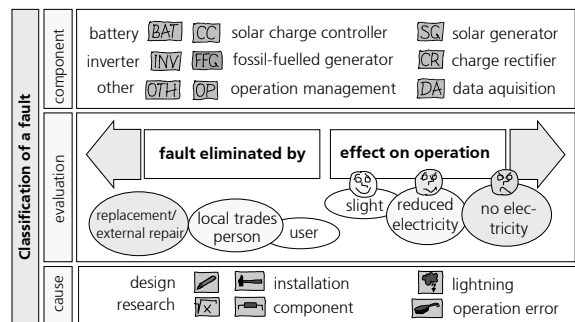 Classification of a fault
component
battery BAT CC solar charge controller SG solar generator
inverter INV FFG fossil-fuelled generator CR charge rectifier
other OTH OP operation management DA data aquisition
evaluation
fault eliminated by effect on operation
replacement/
external repair
local trades
person
user
slight
reduced
electricity
no elec-
tricity
cause
design installation lightning
research √x component operation error